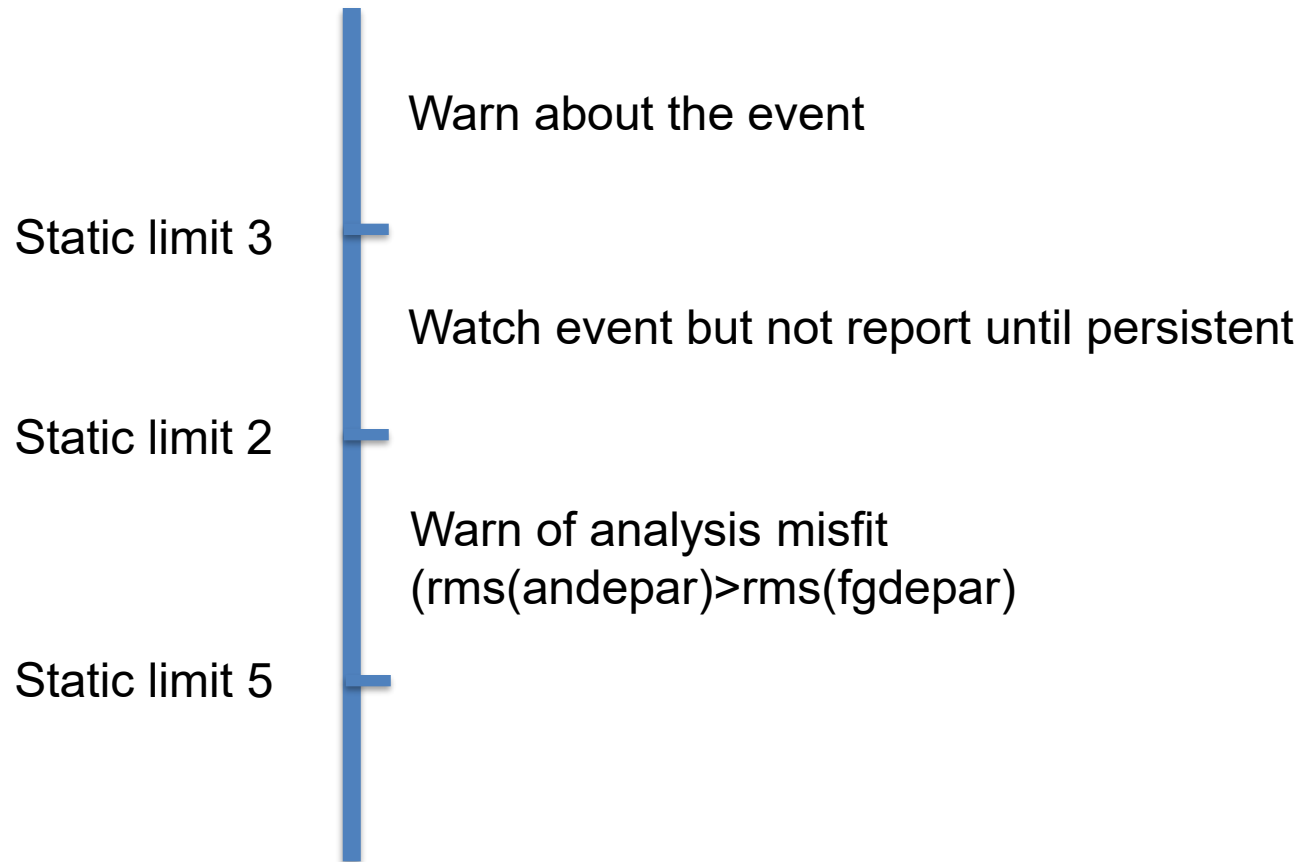 Warn about the event
Static limit 3
Watch event but not report until persistent
Static limit 2
Warn of analysis misfit
(rms(andepar)>rms(fgdepar)
Static limit 5